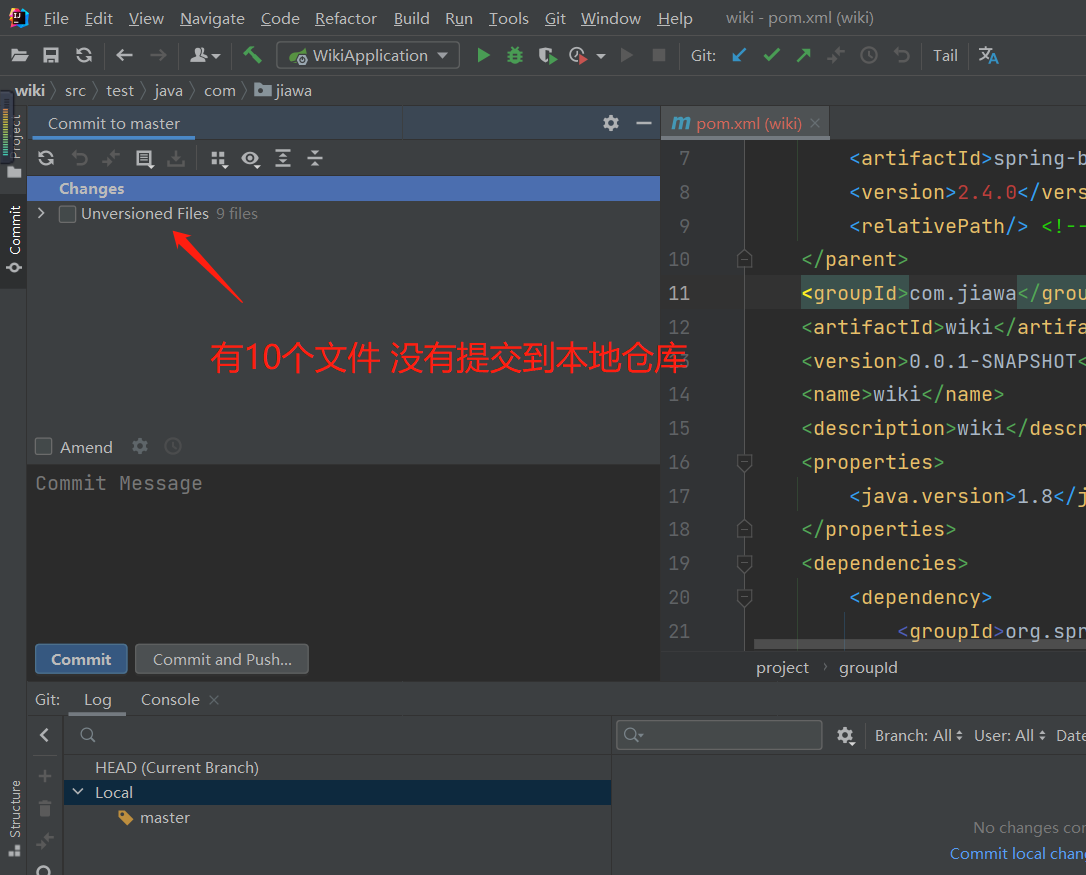 File Edit View Navigate Code Refactor Build Run Tools Git Window Help wiki - pom.xml (wiki)
WikiApplication Git: Tail
wiki src test java com jiawa
Project
Commit
Structure
Commit to master
Changes
Unversioned Files 9 files
有10个文件 没有提交到本地仓库
Amend
Commit Message
Commit Commit and Push...
pom.xml (wiki)
7 <artifactId>spring-b
8 <version>2.4.0</vers
9 <relativePath/> <!--
10 </parent>
11 <groupId>com.jiawa</grou
12 <artifactId>wiki</artifa
<version>0.0.1-SNAPSHOT<
14 <name>wiki</name>
15 <description>wiki</descr
16 <properties>
17 <java.version>1.8</j
18 </properties>
19 <dependencies>
20 <dependency>
21 <groupId>org.spr
project groupId
Git: Log Console
Branch: All User: All Date
HEAD (Current Branch)
Local
master
No changes con
Commit local chang